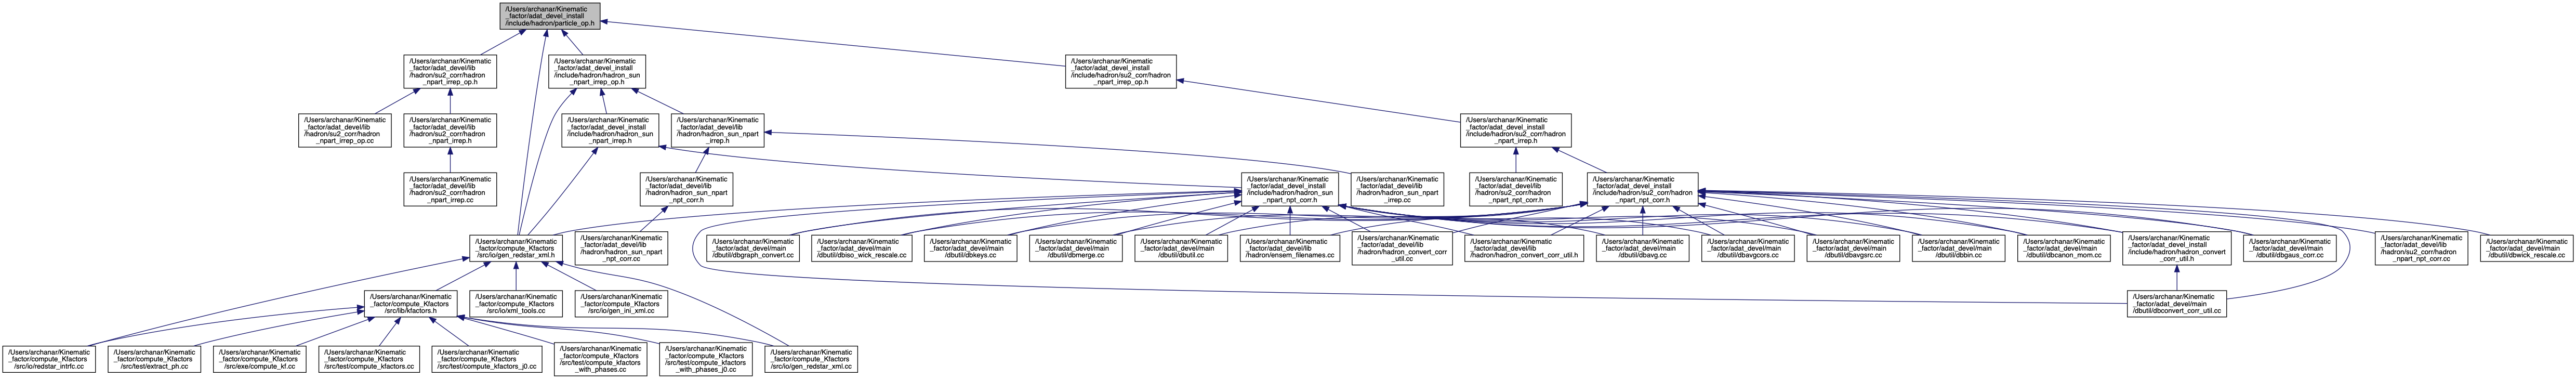 /Users/archanar/Kinematic
_factor/adat_devel_install
/include/hadron/particle_op.h
/Users/archanar/Kinematic
_factor/adat_devel/lib
/hadron/su2_corr/hadron
_npart_irrep_op.h
/Users/archanar/Kinematic
_factor/adat_devel_install
/include/hadron/hadron_sun
_npart_irrep_op.h
/Users/archanar/Kinematic
_factor/adat_devel_install
/include/hadron/su2_corr/hadron
_npart_irrep_op.h
/Users/archanar/Kinematic
_factor/adat_devel/lib
/hadron/su2_corr/hadron
_npart_irrep_op.cc
/Users/archanar/Kinematic
_factor/adat_devel/lib
/hadron/su2_corr/hadron
_npart_irrep.h
/Users/archanar/Kinematic
_factor/adat_devel_install
/include/hadron/hadron_sun
_npart_irrep.h
/Users/archanar/Kinematic
_factor/adat_devel/lib
/hadron/hadron_sun_npart
_irrep.h
/Users/archanar/Kinematic
_factor/adat_devel_install
/include/hadron/su2_corr/hadron
_npart_irrep.h
/Users/archanar/Kinematic
_factor/adat_devel/lib
/hadron/su2_corr/hadron
_npart_irrep.cc
/Users/archanar/Kinematic
_factor/adat_devel/lib
/hadron/hadron_sun_npart
_npt_corr.h
/Users/archanar/Kinematic
_factor/adat_devel_install
/include/hadron/hadron_sun
_npart_npt_corr.h
/Users/archanar/Kinematic
_factor/adat_devel/lib
/hadron/hadron_sun_npart
_irrep.cc
/Users/archanar/Kinematic
_factor/adat_devel/lib
/hadron/su2_corr/hadron
_npart_npt_corr.h
/Users/archanar/Kinematic
_factor/adat_devel_install
/include/hadron/su2_corr/hadron
_npart_npt_corr.h
/Users/archanar/Kinematic
_factor/compute_Kfactors
/src/io/gen_redstar_xml.h
/Users/archanar/Kinematic
_factor/adat_devel/lib
/hadron/hadron_sun_npart
_npt_corr.cc
/Users/archanar/Kinematic
_factor/adat_devel/main
/dbutil/dbgraph_convert.cc
/Users/archanar/Kinematic
_factor/adat_devel/main
/dbutil/dbiso_wick_rescale.cc
/Users/archanar/Kinematic
_factor/adat_devel/main
/dbutil/dbkeys.cc
/Users/archanar/Kinematic
_factor/adat_devel/main
/dbutil/dbmerge.cc
/Users/archanar/Kinematic
_factor/adat_devel/main
/dbutil/dbutil.cc
/Users/archanar/Kinematic
_factor/adat_devel/lib
/hadron/ensem_filenames.cc
/Users/archanar/Kinematic
_factor/adat_devel/lib
/hadron/hadron_convert_corr
_util.cc
/Users/archanar/Kinematic
_factor/adat_devel/lib
/hadron/hadron_convert_corr_util.h
/Users/archanar/Kinematic
_factor/adat_devel/main
/dbutil/dbavg.cc
/Users/archanar/Kinematic
_factor/adat_devel/main
/dbutil/dbavgcors.cc
/Users/archanar/Kinematic
_factor/adat_devel/main
/dbutil/dbavgsrc.cc
/Users/archanar/Kinematic
_factor/adat_devel/main
/dbutil/dbbin.cc
/Users/archanar/Kinematic
_factor/adat_devel/main
/dbutil/dbcanon_mom.cc
/Users/archanar/Kinematic
_factor/adat_devel_install
/include/hadron/hadron_convert
_corr_util.h
/Users/archanar/Kinematic
_factor/adat_devel/main
/dbutil/dbgaus_corr.cc
/Users/archanar/Kinematic
_factor/adat_devel/lib
/hadron/su2_corr/hadron
_npart_npt_corr.cc
/Users/archanar/Kinematic
_factor/adat_devel/main
/dbutil/dbwick_rescale.cc
/Users/archanar/Kinematic
_factor/compute_Kfactors
/src/lib/kfactors.h
/Users/archanar/Kinematic
_factor/compute_Kfactors
/src/io/xml_tools.cc
/Users/archanar/Kinematic
_factor/compute_Kfactors
/src/io/gen_ini_xml.cc
/Users/archanar/Kinematic
_factor/adat_devel/main
/dbutil/dbconvert_corr_util.cc
/Users/archanar/Kinematic
_factor/compute_Kfactors
/src/io/redstar_intrfc.cc
/Users/archanar/Kinematic
_factor/compute_Kfactors
/src/test/extract_ph.cc
/Users/archanar/Kinematic
_factor/compute_Kfactors
/src/exe/compute_kf.cc
/Users/archanar/Kinematic
_factor/compute_Kfactors
/src/test/compute_kfactors.cc
/Users/archanar/Kinematic
_factor/compute_Kfactors
/src/test/compute_kfactors_j0.cc
/Users/archanar/Kinematic
_factor/compute_Kfactors
/src/test/compute_kfactors
_with_phases.cc
/Users/archanar/Kinematic
_factor/compute_Kfactors
/src/test/compute_kfactors
_with_phases_j0.cc
/Users/archanar/Kinematic
_factor/compute_Kfactors
/src/io/gen_redstar_xml.cc